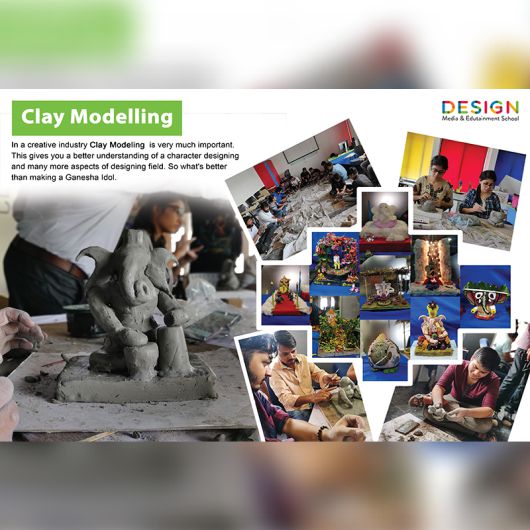 Clay Modelling
DESIGN
Media & Edutainment School
In a creative industry Clay Modeling is very much important.
This gives you a better understanding of a character designing
and many more aspects of designing field. So what's better
than making a Ganesha Idol.